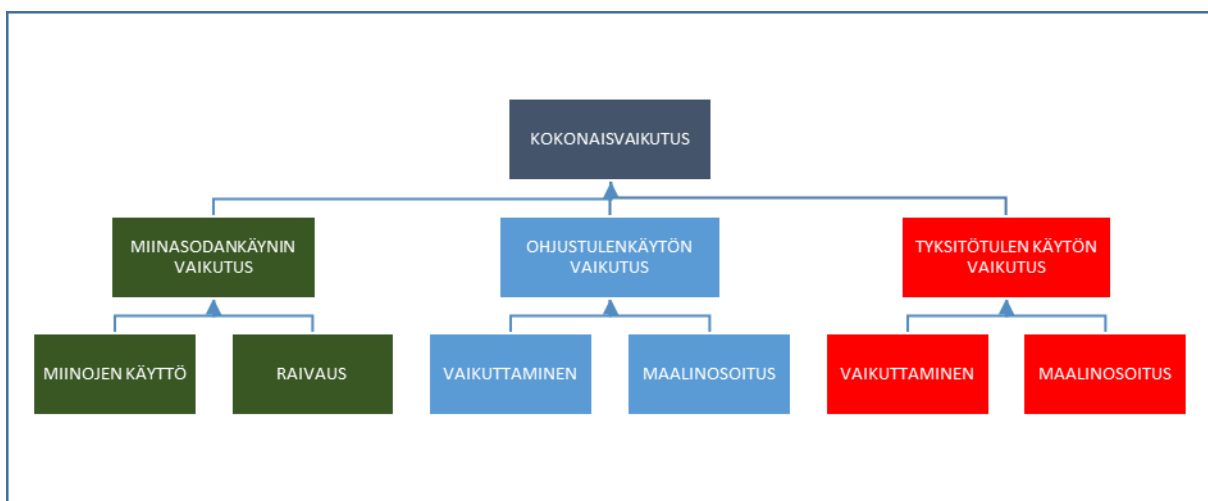 KOKONAISVAIKUTUS
MIINASODANKÄYNIN
VAIKUTUS
OHJUSTULENKÄYTÖN
VAIKUTUS
TYKSITÖTULEN KÄYTÖN
VAIKUTUS
MIINOJEN KÄYTTÖ
RAIVAUS
VAIKUTTAMINEN
MAALINOSOITUS
VAIKUTTAMINEN
MAALINOSOITUS